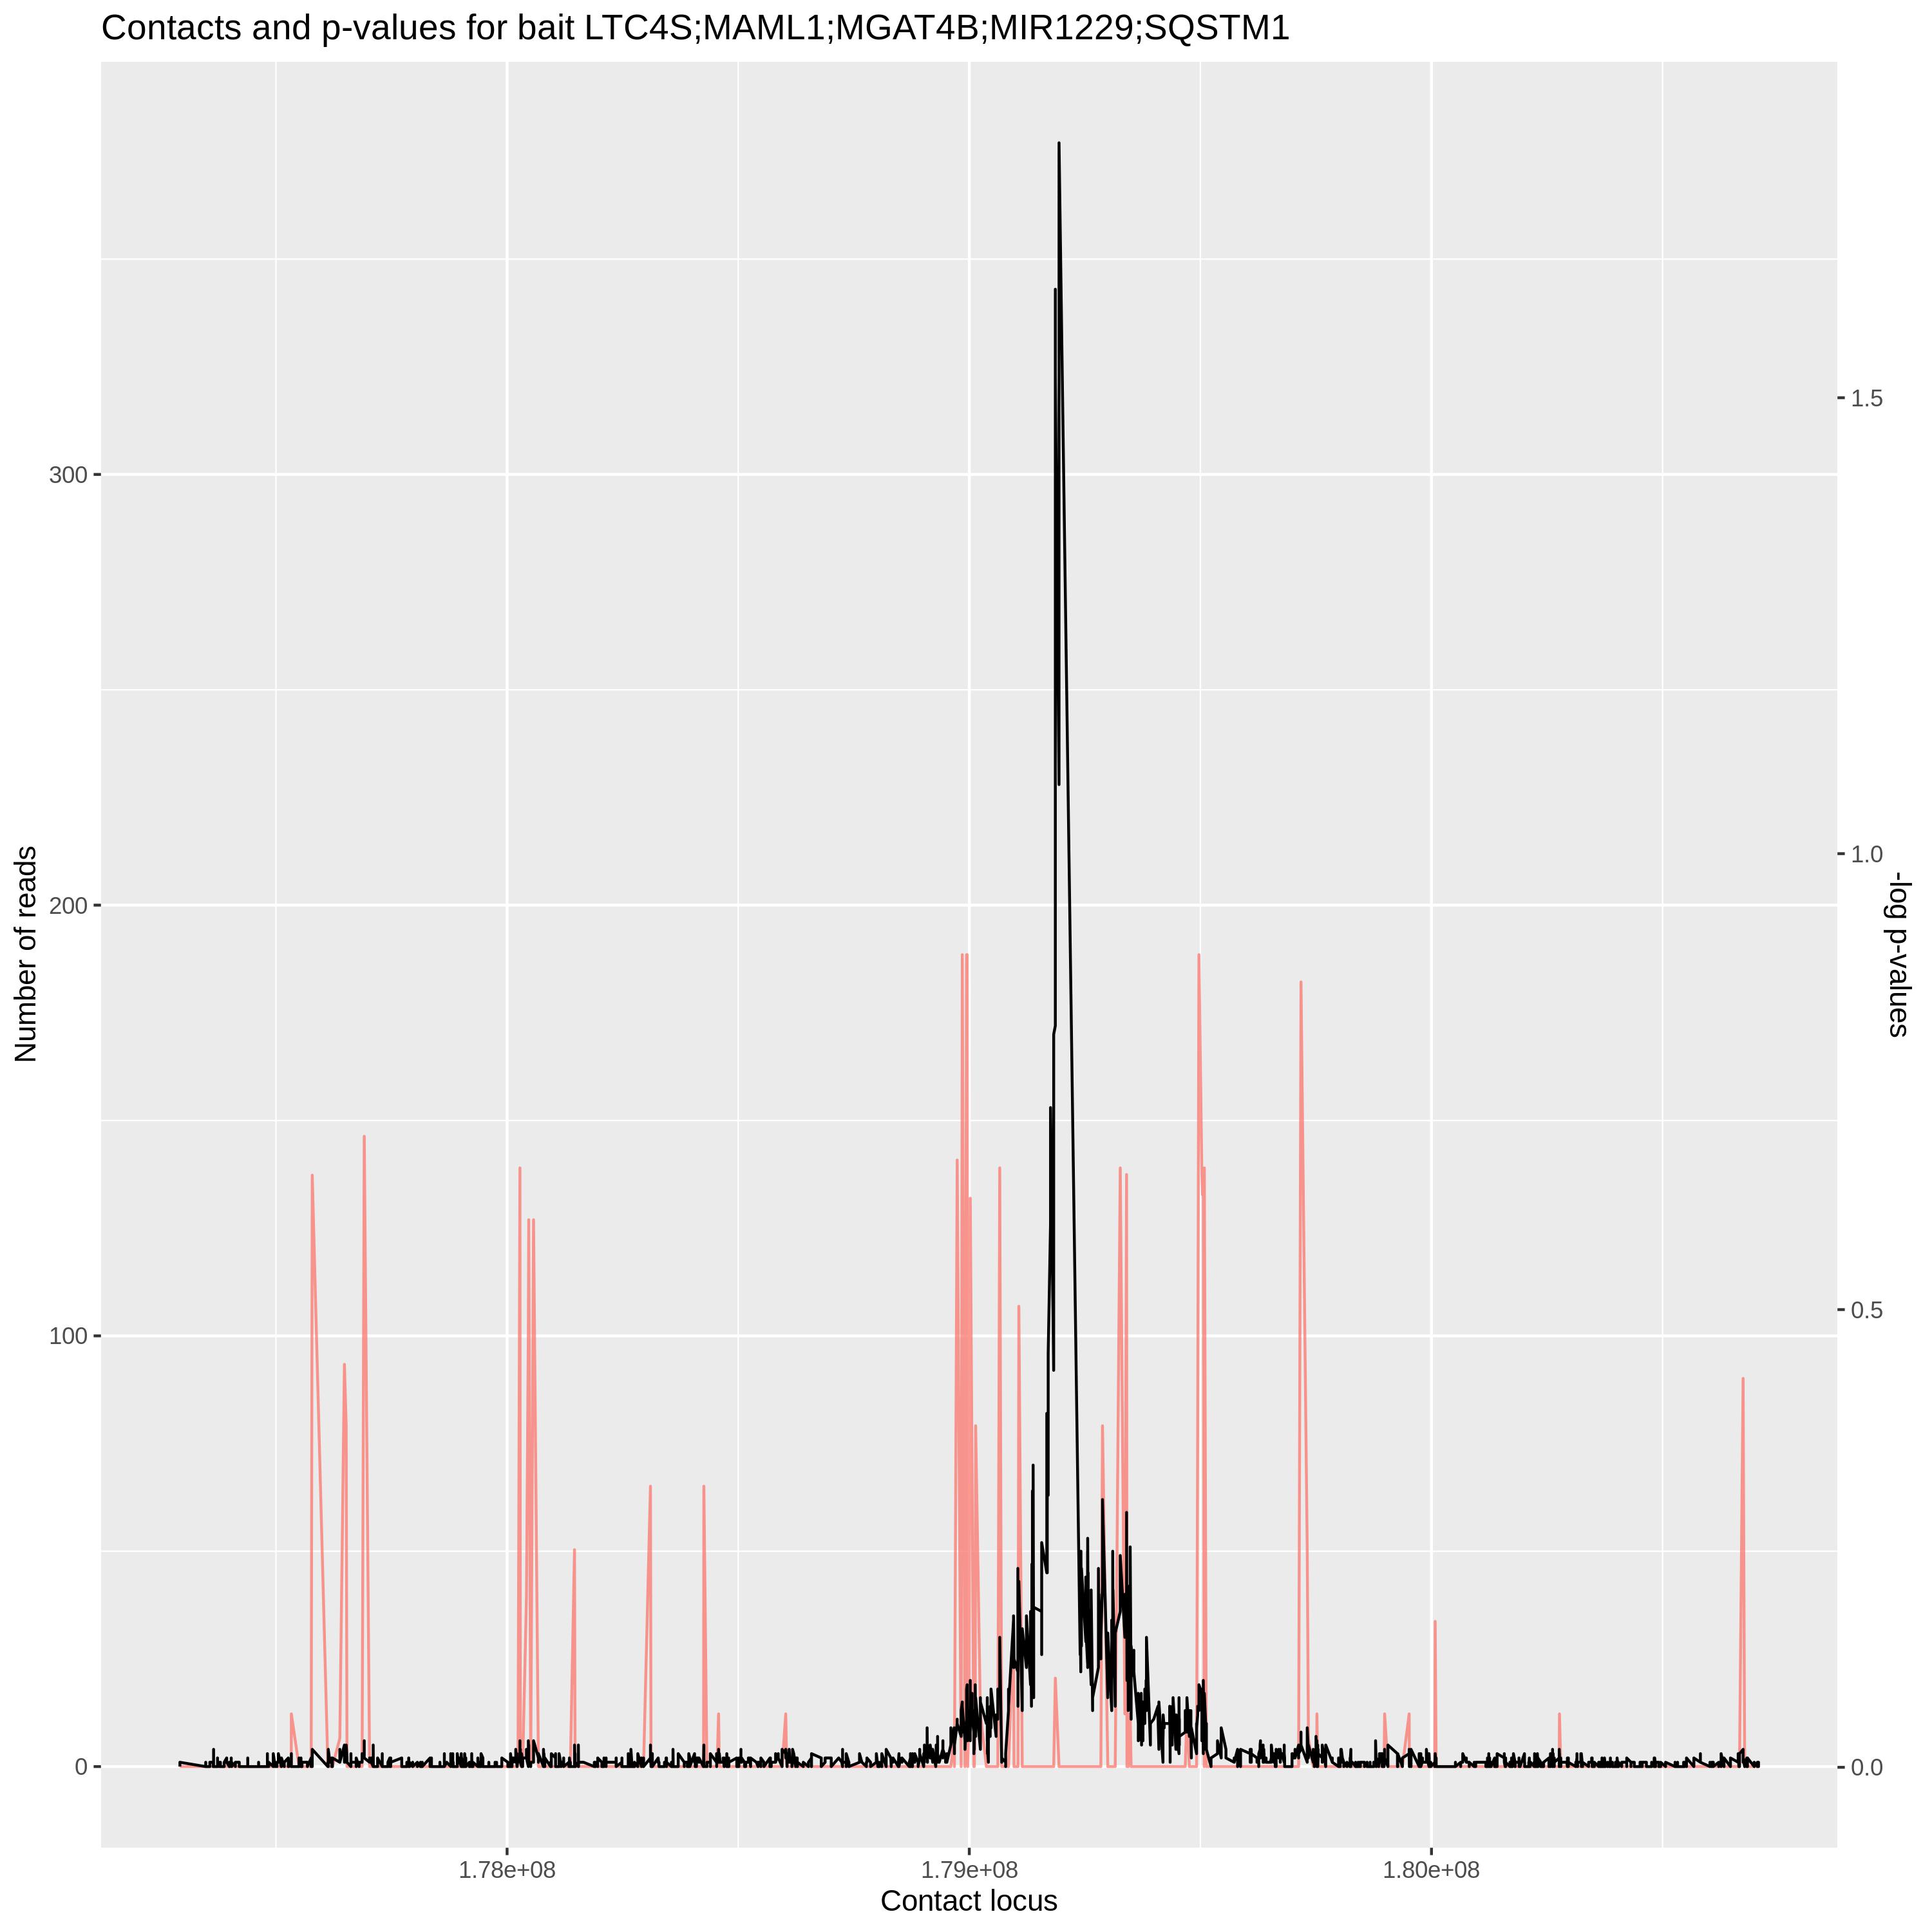 Contacts and p-values for bait LTC4S;MAML1;MGAT4B;MIR1229;SQSTM1
Number of reads
300
200
100
0
1.5
1.0
0.5
0.0
-log p-values
1.78e+08
1.79e+08
1.80e+08
Contact locus